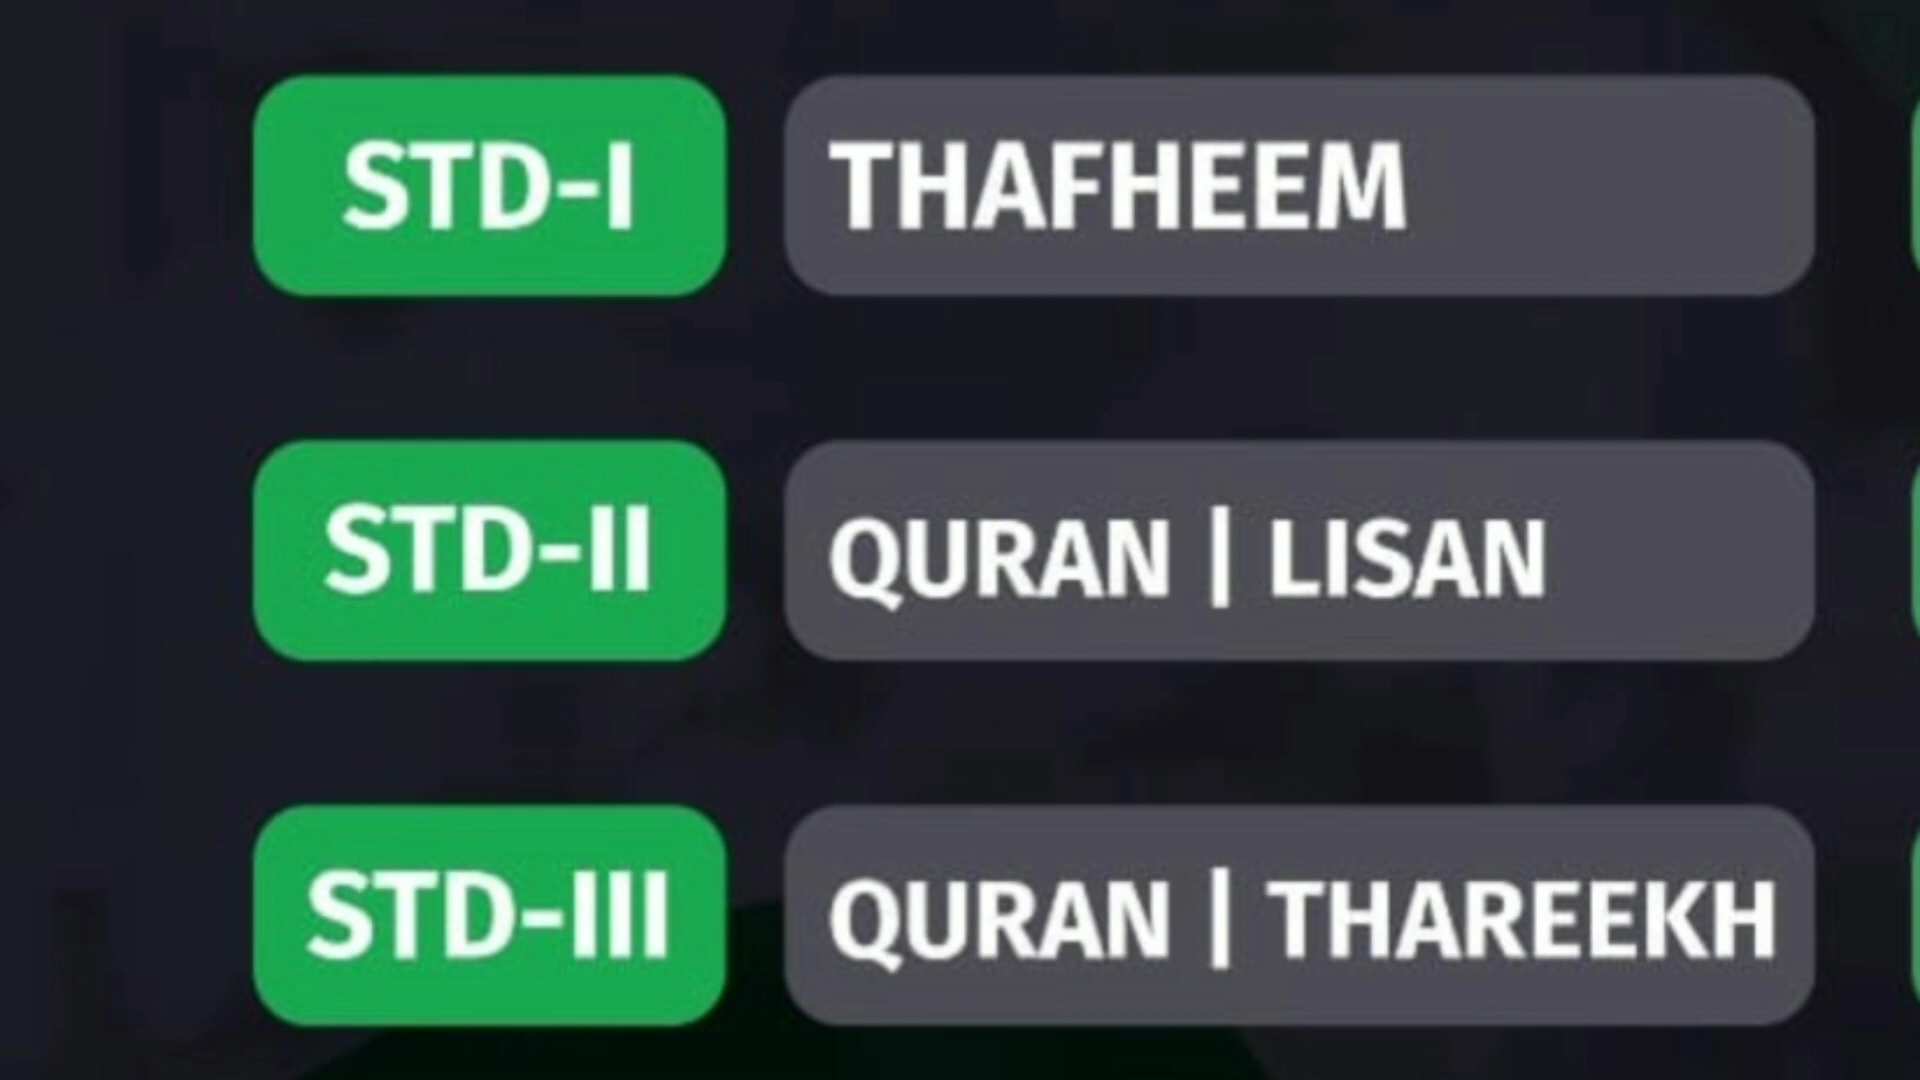 STD-I THAFHEEM
STD-II QURAN | LISAN
STD-III QURAN | THAREEKH